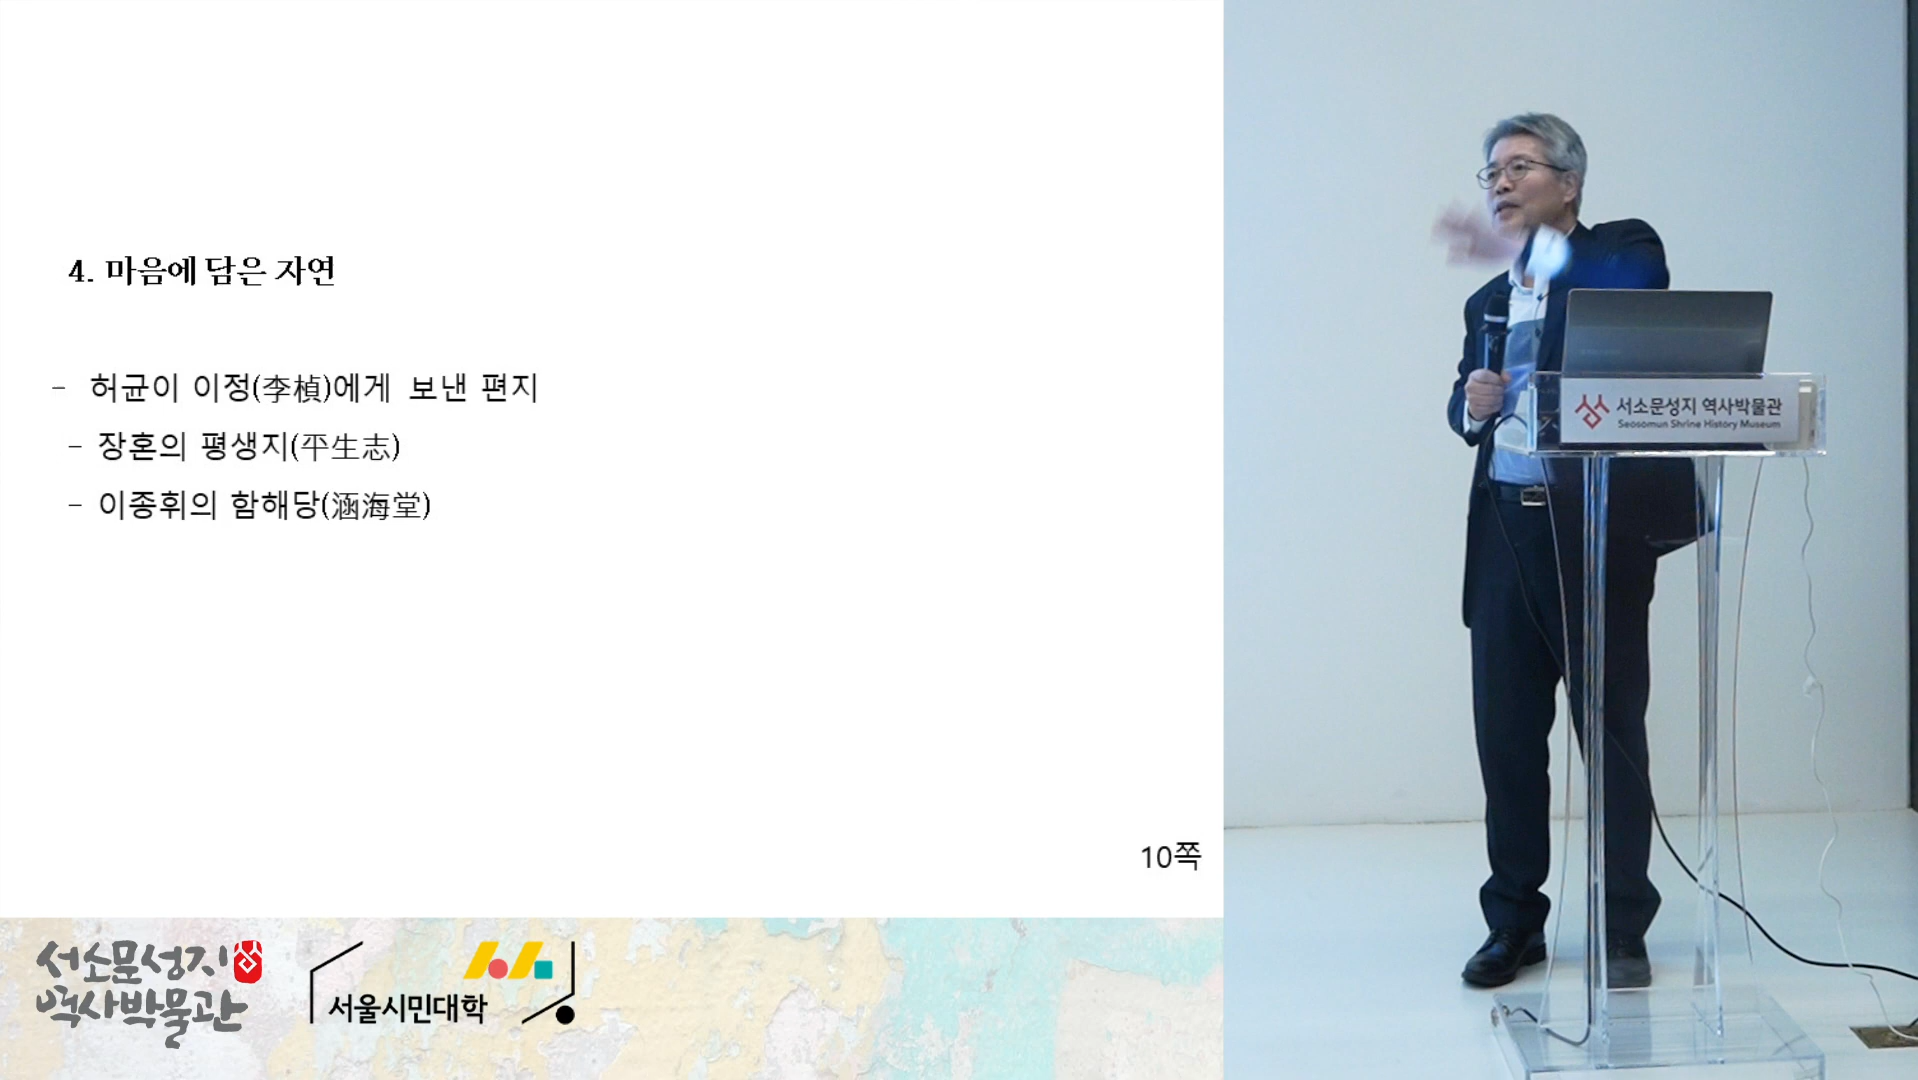 4. 마음에 담은 자연
- 허균이 이정(李楨)에게 보낸 편지
- 장혼의 평생지(平生志)
- 이종휘의 함해당(涵海堂)
10쪽
서소문성지
역사박물관
서울시민대학
서소문성지 역사박물관
Seosomun Shrine History Museum